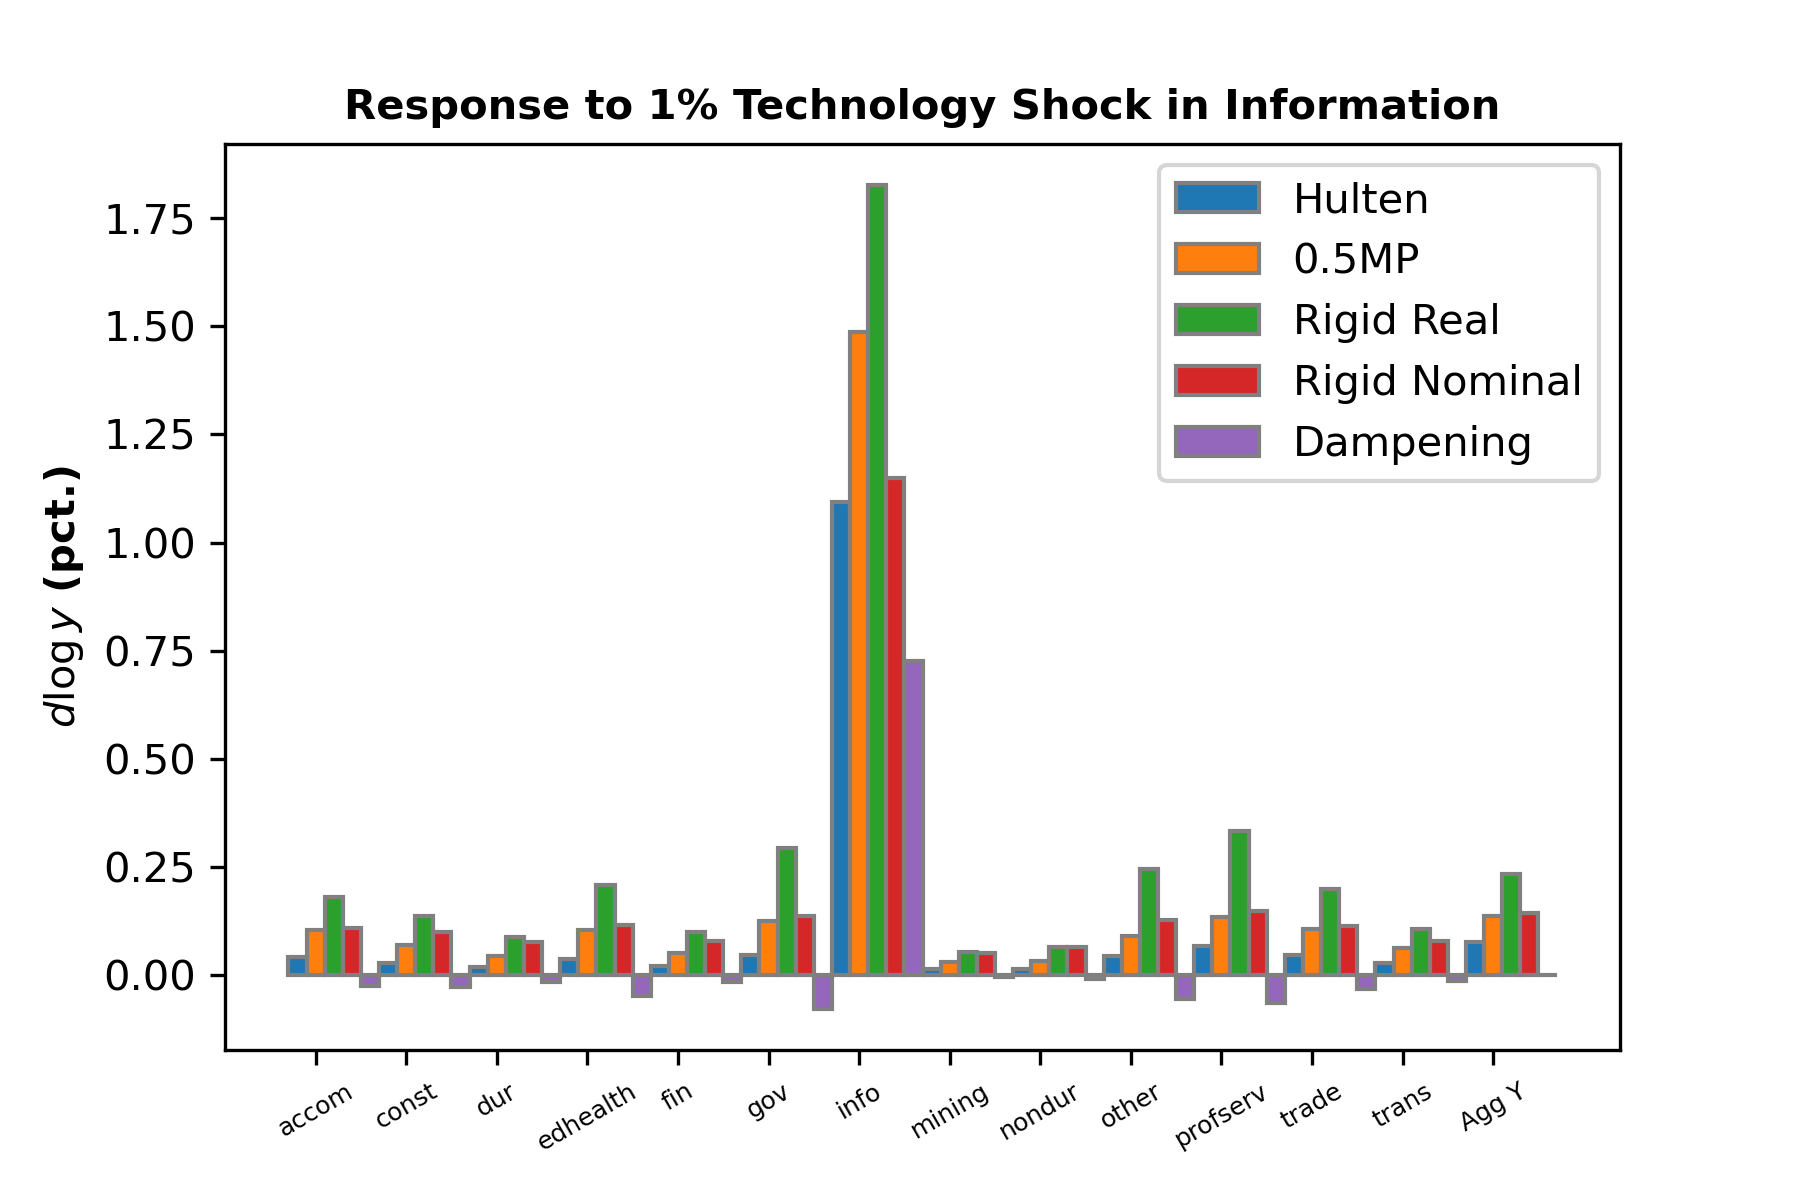 Response to 1% Technology Shock in Information
dlog y (pct.)
1.75
1.50
1.25
1.00
0.75
0.50
0.25
0.00
Hulten
0.5MP
Rigid Real
Rigid Nominal
Dampening
accom const dur edhealth fin gov info mining nondur other profserv trade trans Agg Y